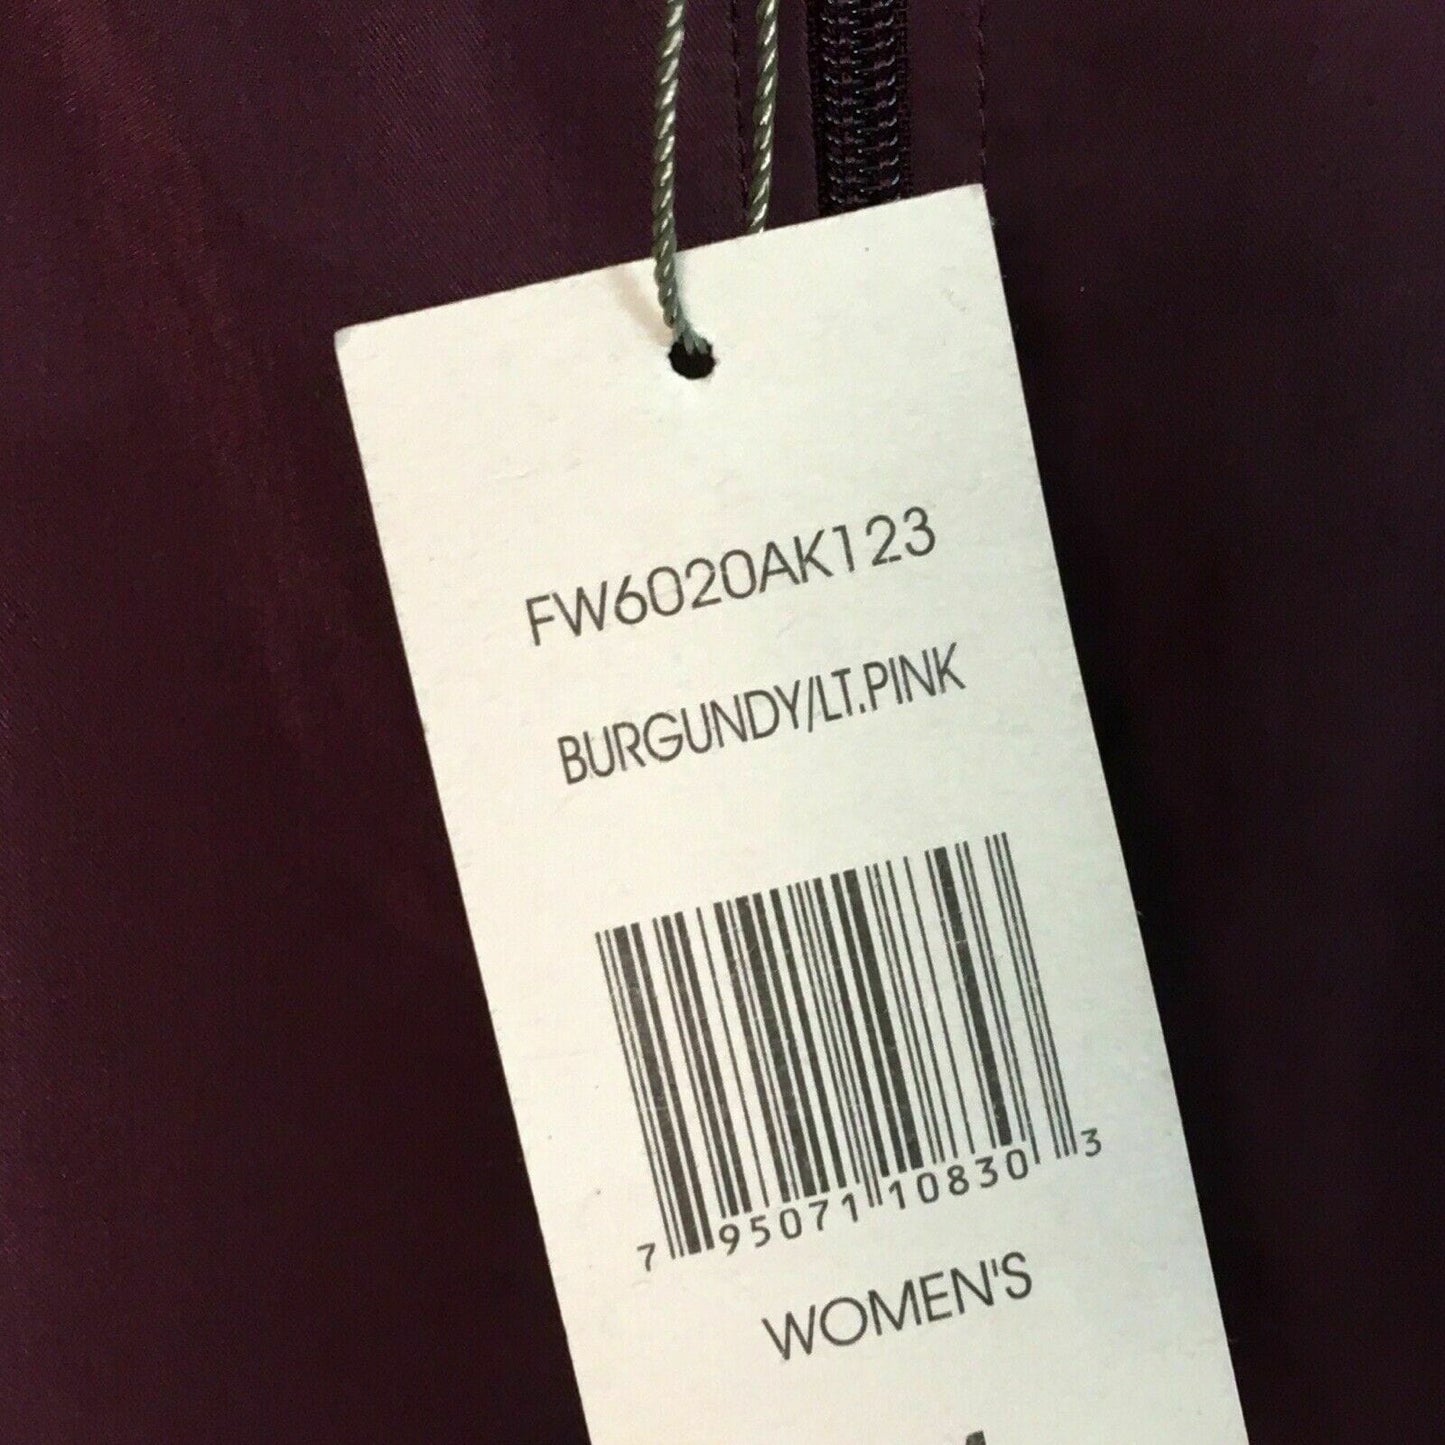 FW6020AK123
BURGUNDY/LT.PINK
7 95071 10830 3
WOMEN'S